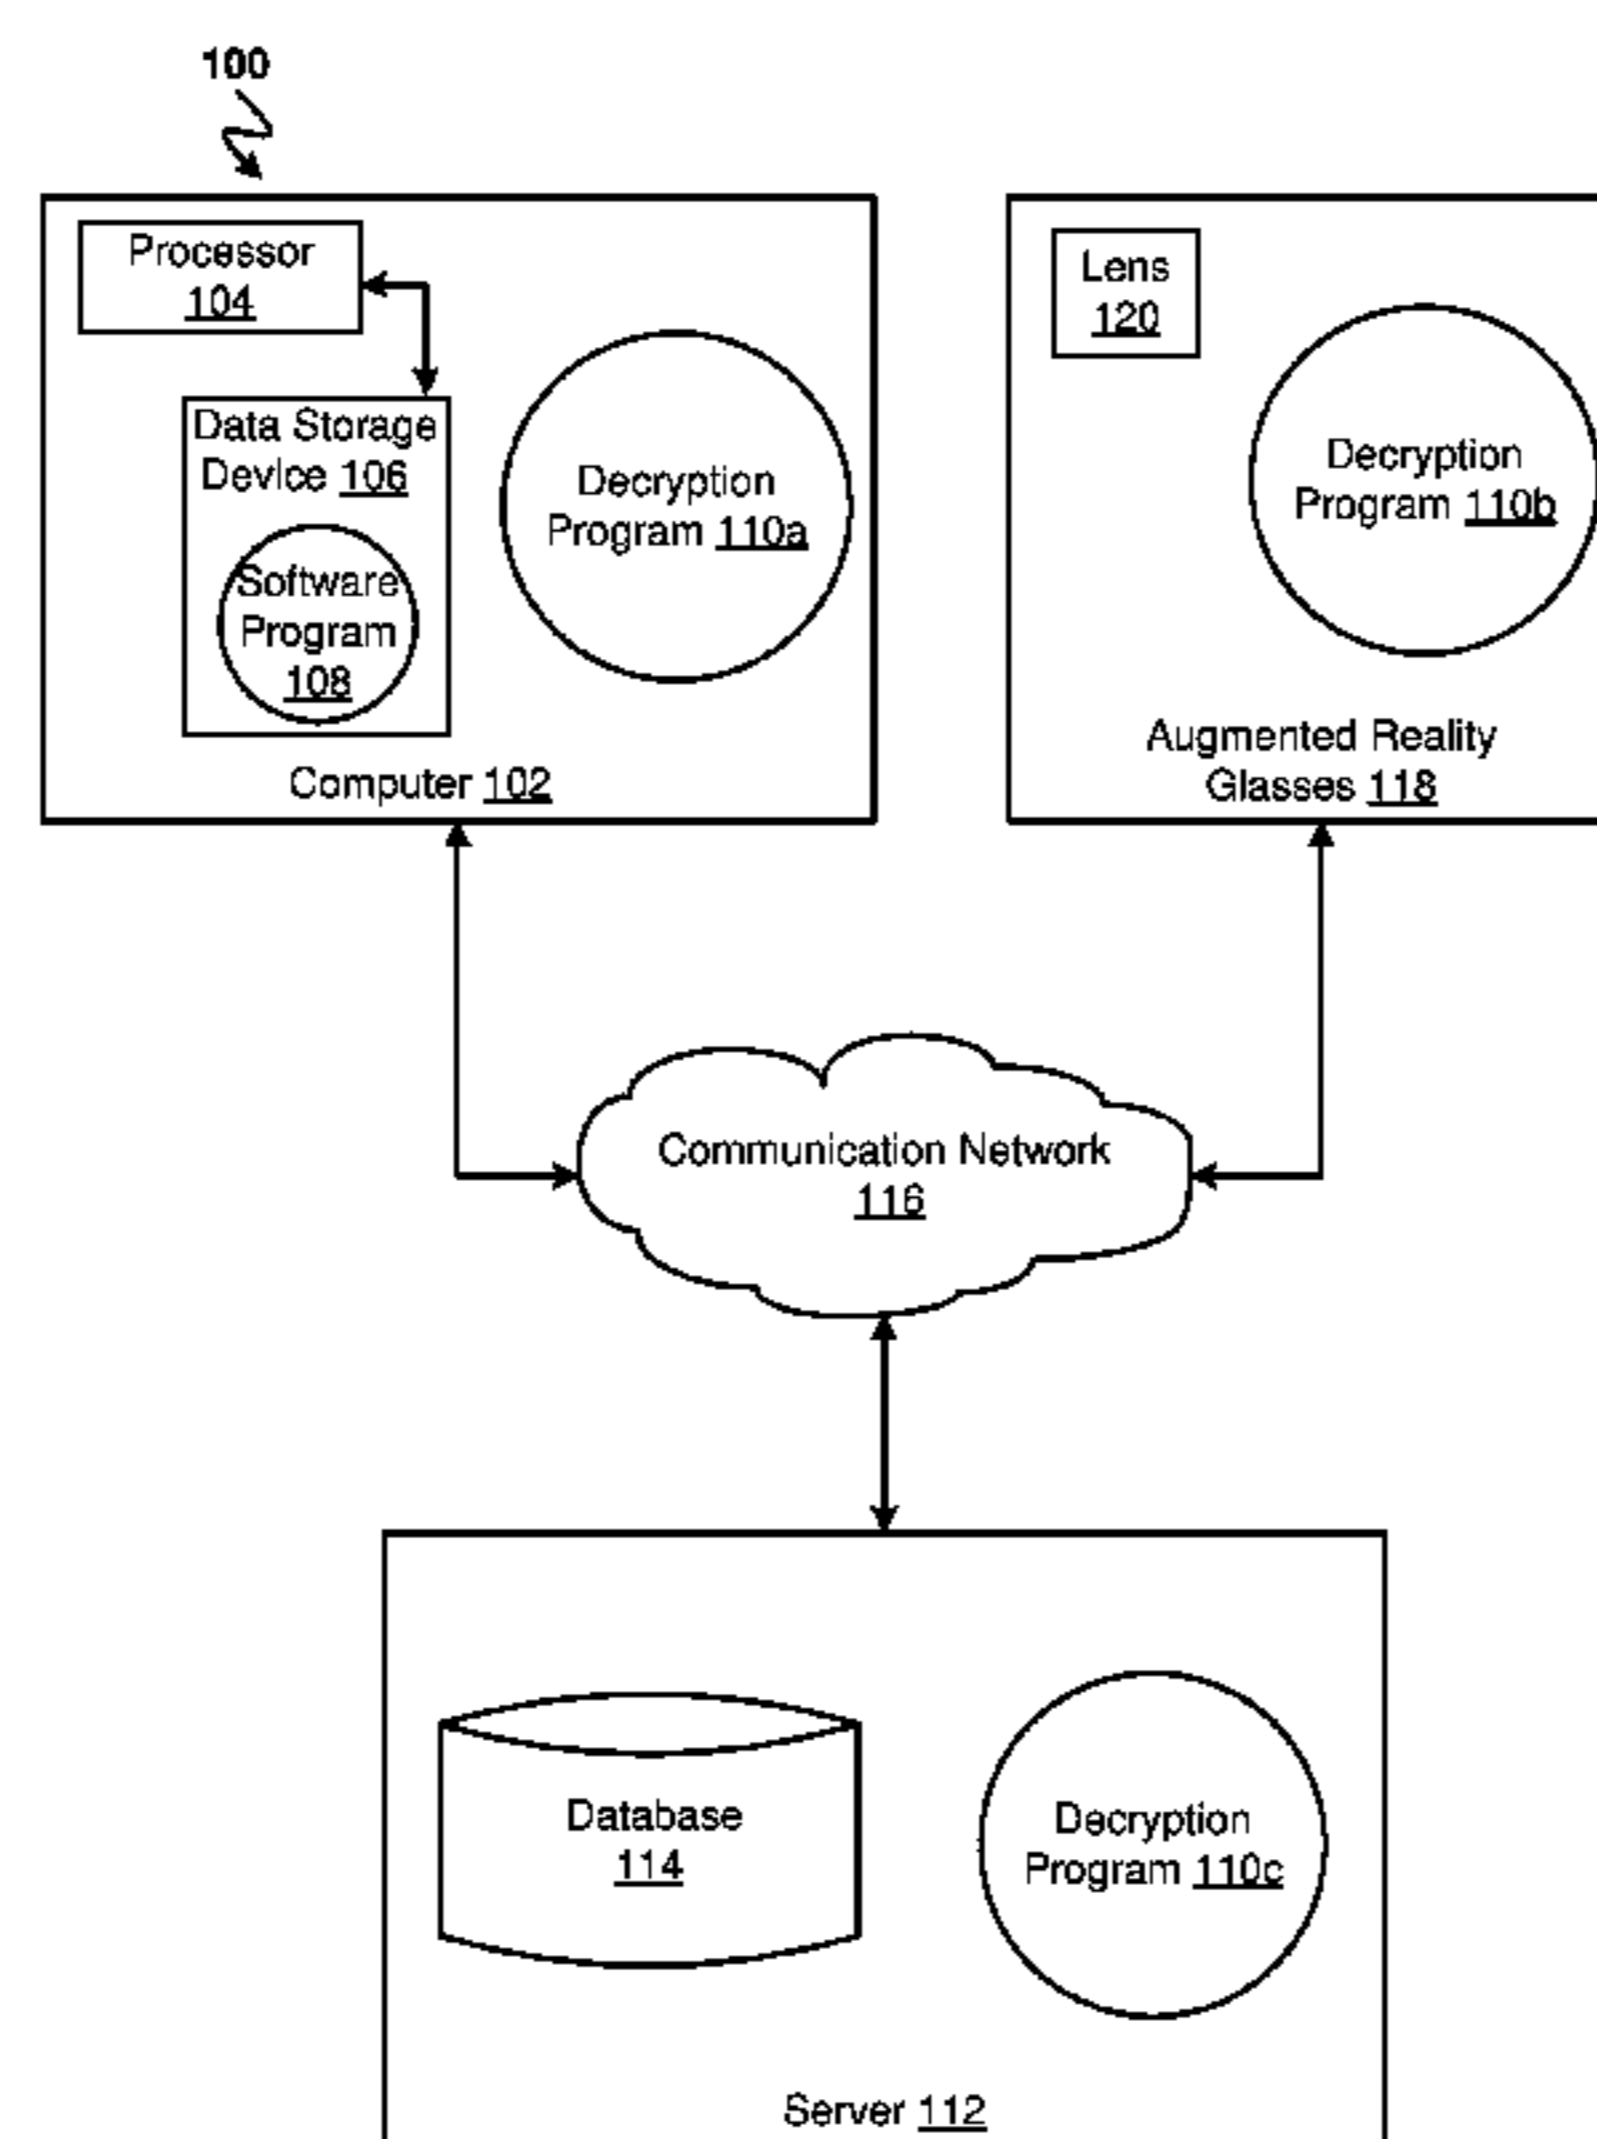 100
Processor
104
Data Storage
Device 106
Software
Program
108
Decryption
Program 110a
Computer 102
Lens
120
Decryption
Program 110b
Augmented Reality
Glasses 118
Communication Network
116
Database
114
Decryption
Program 110c
Server 112